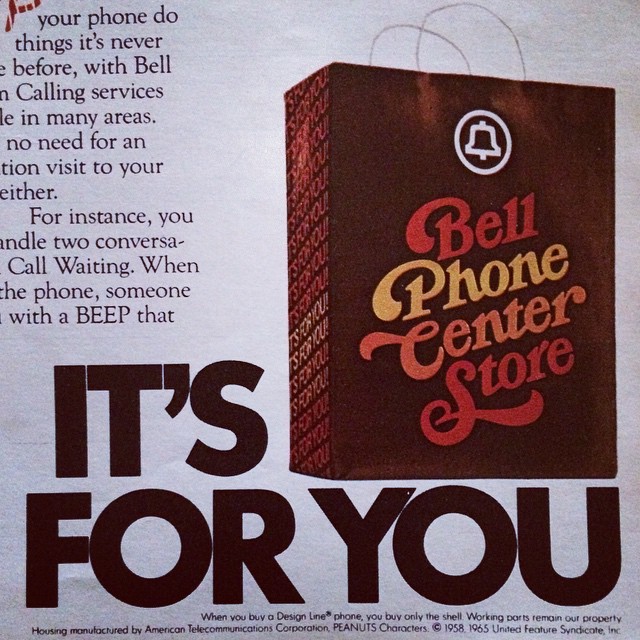 your phone do
things it's never
e before, with Bell
n Calling services
le in many areas.
no need for an
tion visit to your
either.
For instance, you
andle two conversa-
Call Waiting. When
the phone, someone
with a BEEP that
Bell
Phone
Center
Store
IT'S FOR YOU!
IT'S
FOR YOU
When you buy a Design Line® phone, you buy only the shell. Working parts remain our property.
Housing manufactured by American Telecommunications Corporation, PEANUTS Characters: © 1958, 1965 United Feature Syndicate, Inc